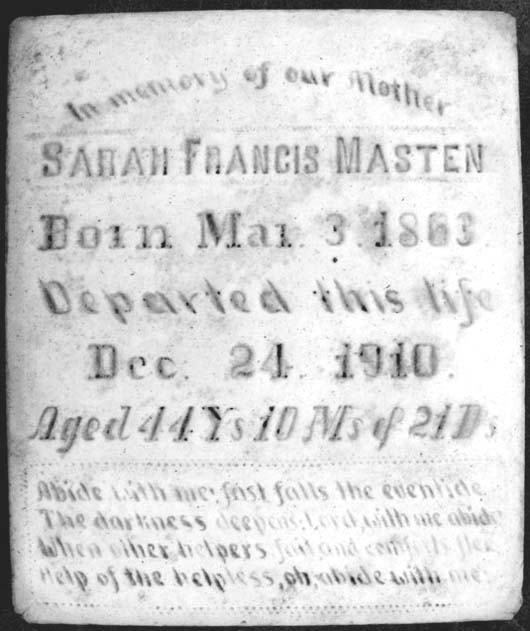 In memory of our Mother
SARAH FRANCIS MASTEN
Born Mar. 3. 1863.
Departed this life
Dec. 24. 1910.
Aged 44 Ys 10 Ms & 21 Ds
Abide with me: fast falls the eventide
The darkness deepens: Lord, with me abide
When other helpers fail and comforts flee
Help of the helpless, oh, abide with me.